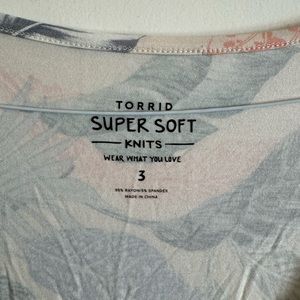 TORRID
SUPER SOFT
KNITS
WEAR WHAT YOU LOVE
3
95% RAYON/5% SPANDEX
MADE IN CHINA